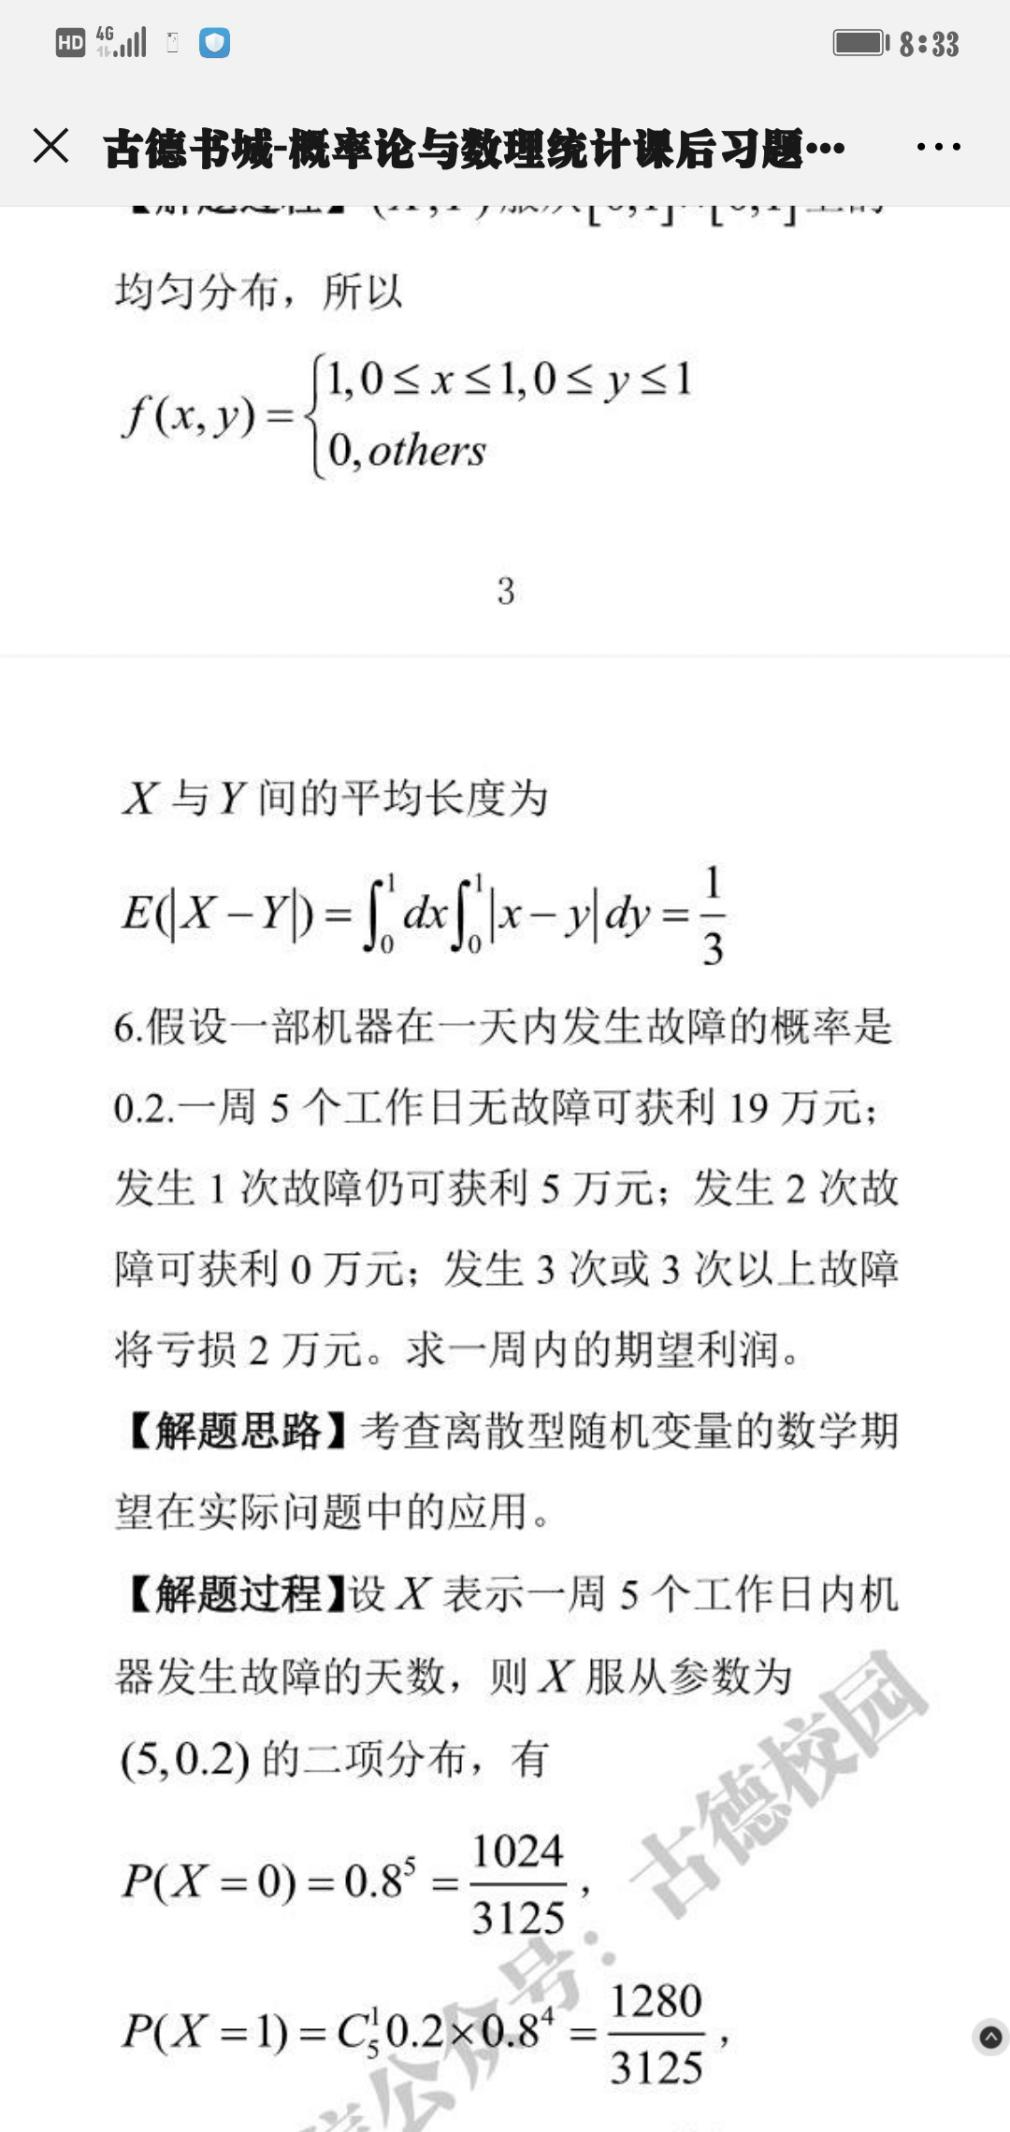 HD 4G 8:33
古德书城-概率论与数理统计课后习题…
均匀分布，所以
f(x, y) = {1, 0 ≤ x ≤ 1, 0 ≤ y ≤ 1
0, others
3
X 与 Y 间的平均长度为
E(|X − Y|) = ∫₀¹ dx ∫₀¹ |x − y| dy = 1/3
6.假设一部机器在一天内发生故障的概率是
0.2.一周 5 个工作日无故障可获利 19 万元；
发生 1 次故障仍可获利 5 万元；发生 2 次故
障可获利 0 万元；发生 3 次或 3 次以上故障
将亏损 2 万元。求一周内的期望利润。
【解题思路】考查离散型随机变量的数学期
望在实际问题中的应用。
【解题过程】设 X 表示一周 5 个工作日内机
器发生故障的天数，则 X 服从参数为
(5, 0.2) 的二项分布，有
P(X = 0) = 0.8⁵ = 1024/3125 ,
P(X = 1) = C₅¹ 0.2 × 0.8⁴ = 1280/3125 ,
公众号：古德校园